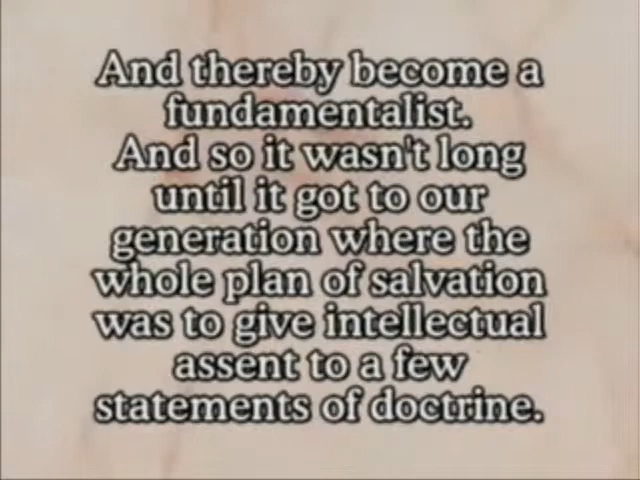 And thereby become a
fundamentalist.
And so it wasn't long
until it got to our
generation where the
whole plan of salvation
was to give intellectual
assent to a few
statements of doctrine.